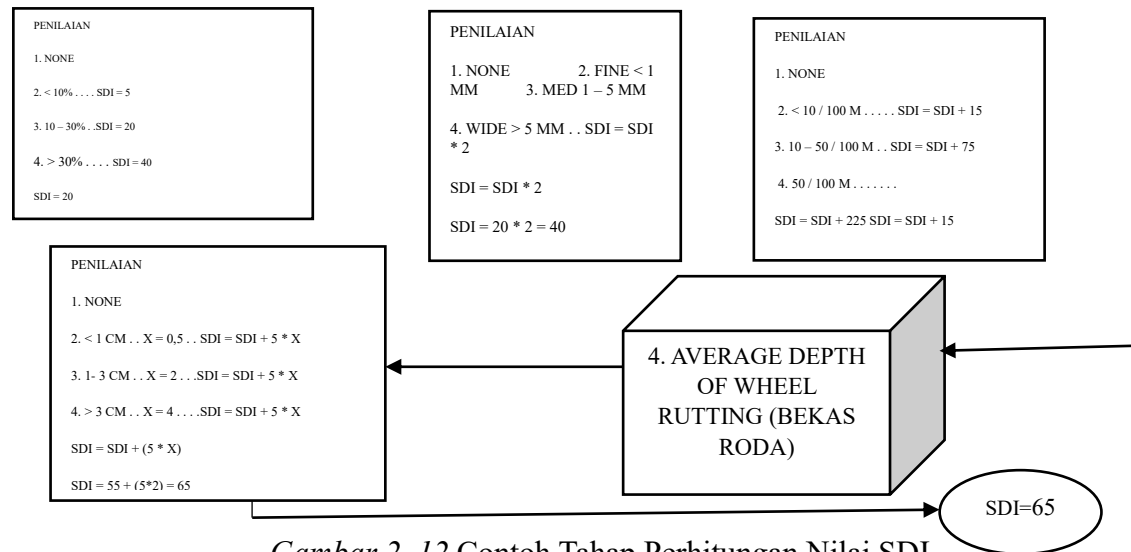 PENILAIAN
1. NONE
2. < 10% . . . . SDI = 5
3. 10 – 30% . .SDI = 20
4. > 30% . . . . SDI = 40
SDI = 20
PENILAIAN
1. NONE 2. FINE < 1
MM 3. MED 1 – 5 MM
4. WIDE > 5 MM . . SDI = SDI
* 2
SDI = SDI * 2
SDI = 20 * 2 = 40
PENILAIAN
1. NONE
2. < 10 / 100 M . . . . . SDI = SDI + 15
3. 10 – 50 / 100 M . . SDI = SDI + 75
4. 50 / 100 M . . . . . . .
SDI = SDI + 225 SDI = SDI + 15
PENILAIAN
1. NONE
2. < 1 CM . . X = 0,5 . . SDI = SDI + 5 * X
3. 1- 3 CM . . X = 2 . . .SDI = SDI + 5 * X
4. > 3 CM . . X = 4 . . . .SDI = SDI + 5 * X
SDI = SDI + (5 * X)
SDI = 55 + (5*2) = 65
4. AVERAGE DEPTH
OF WHEEL
RUTTING (BEKAS
RODA)
SDI=65
Gambar 2. 12 Contoh Tahap Perhitungan Nilai SDI